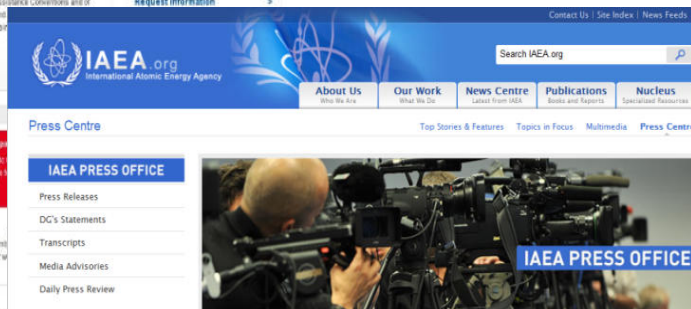 Request Information »
Contact Us | Site Index | News Feeds
IAEA.org
International Atomic Energy Agency
Search IAEA.org
About Us
Who We Are
Our Work
What We Do
News Centre
Latest from IAEA
Publications
Books and Reports
Nucleus
Specialized Resources
Press Centre
Top Stories & Features Topics in Focus Multimedia Press Centre
IAEA PRESS OFFICE
Press Releases
DG's Statements
Transcripts
Media Advisories
Daily Press Review
IAEA PRESS OFFICE